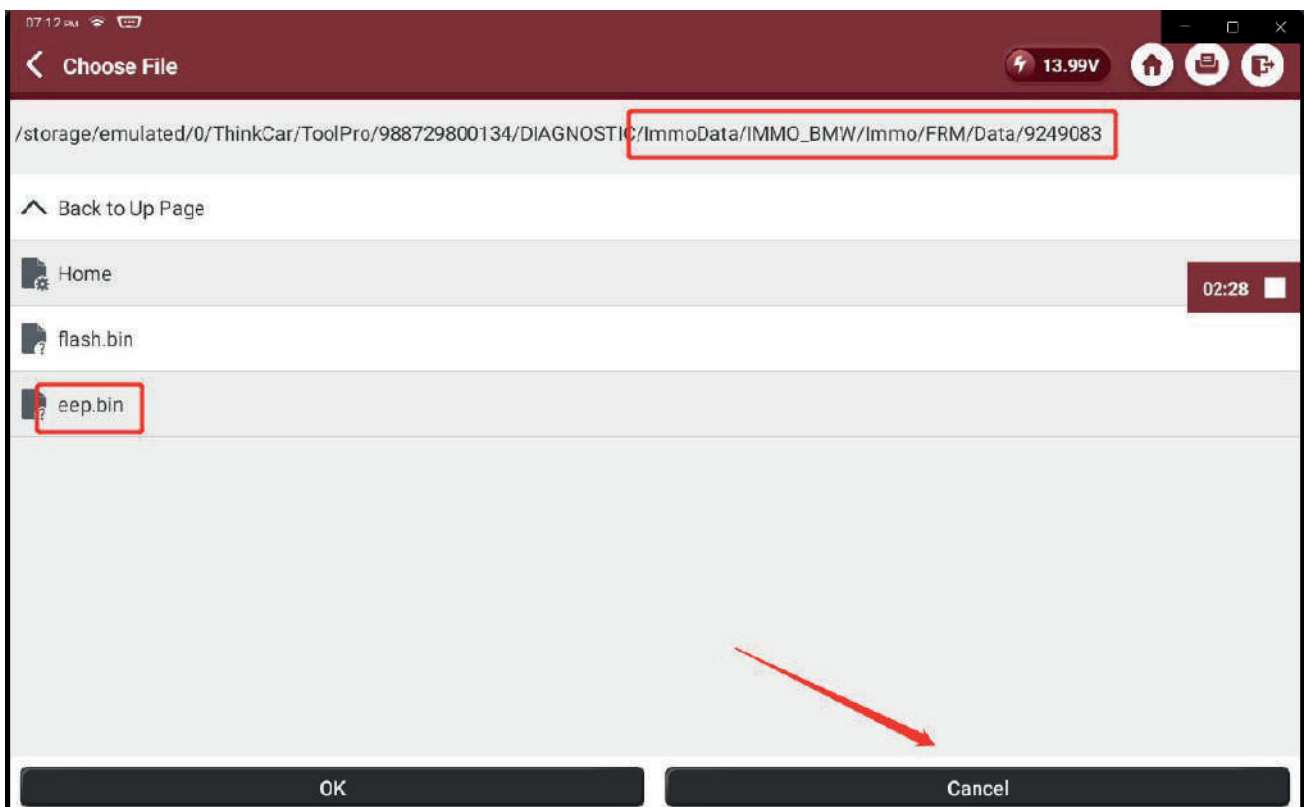 07:12 PM
Choose File
13.99V
/storage/emulated/0/ThinkCar/ToolPro/988729800134/DIAGNOSTIC/ImmoData/IMMO_BMW/Immo/FRM/Data/9249083
Back to Up Page
Home
02:28
flash.bin
eep.bin
OK
Cancel